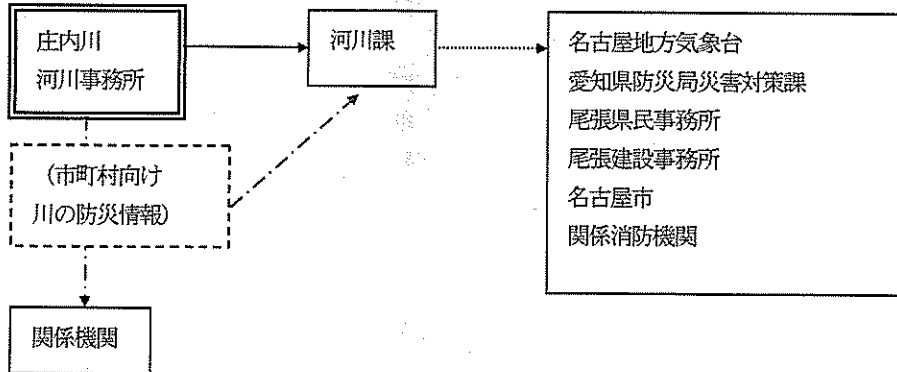 庄内川
河川事務所
河川課
名古屋地方気象台
愛知県防災局災害対策課
尾張県民事務所
尾張建設事務所
名古屋市
関係消防機関
（市町村向け
川の防災情報）
関係機関